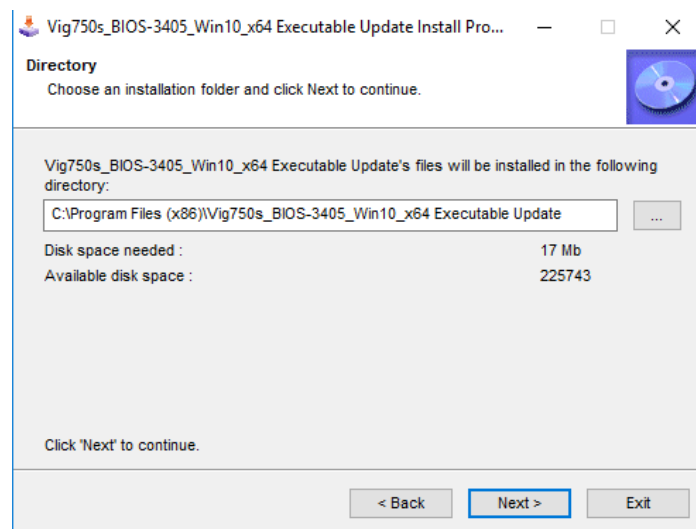 Vig750s_BIOS-3405_Win10_x64 Executable Update Install Pro...
Directory
Choose an installation folder and click Next to continue.
Vig750s_BIOS-3405_Win10_x64 Executable Update's files will be installed in the following
directory:
C:\Program Files (x86)\Vig750s_BIOS-3405_Win10_x64 Executable Update
...
Disk space needed : 17 Mb
Available disk space : 225743
Click 'Next' to continue.
< Back Next > Exit